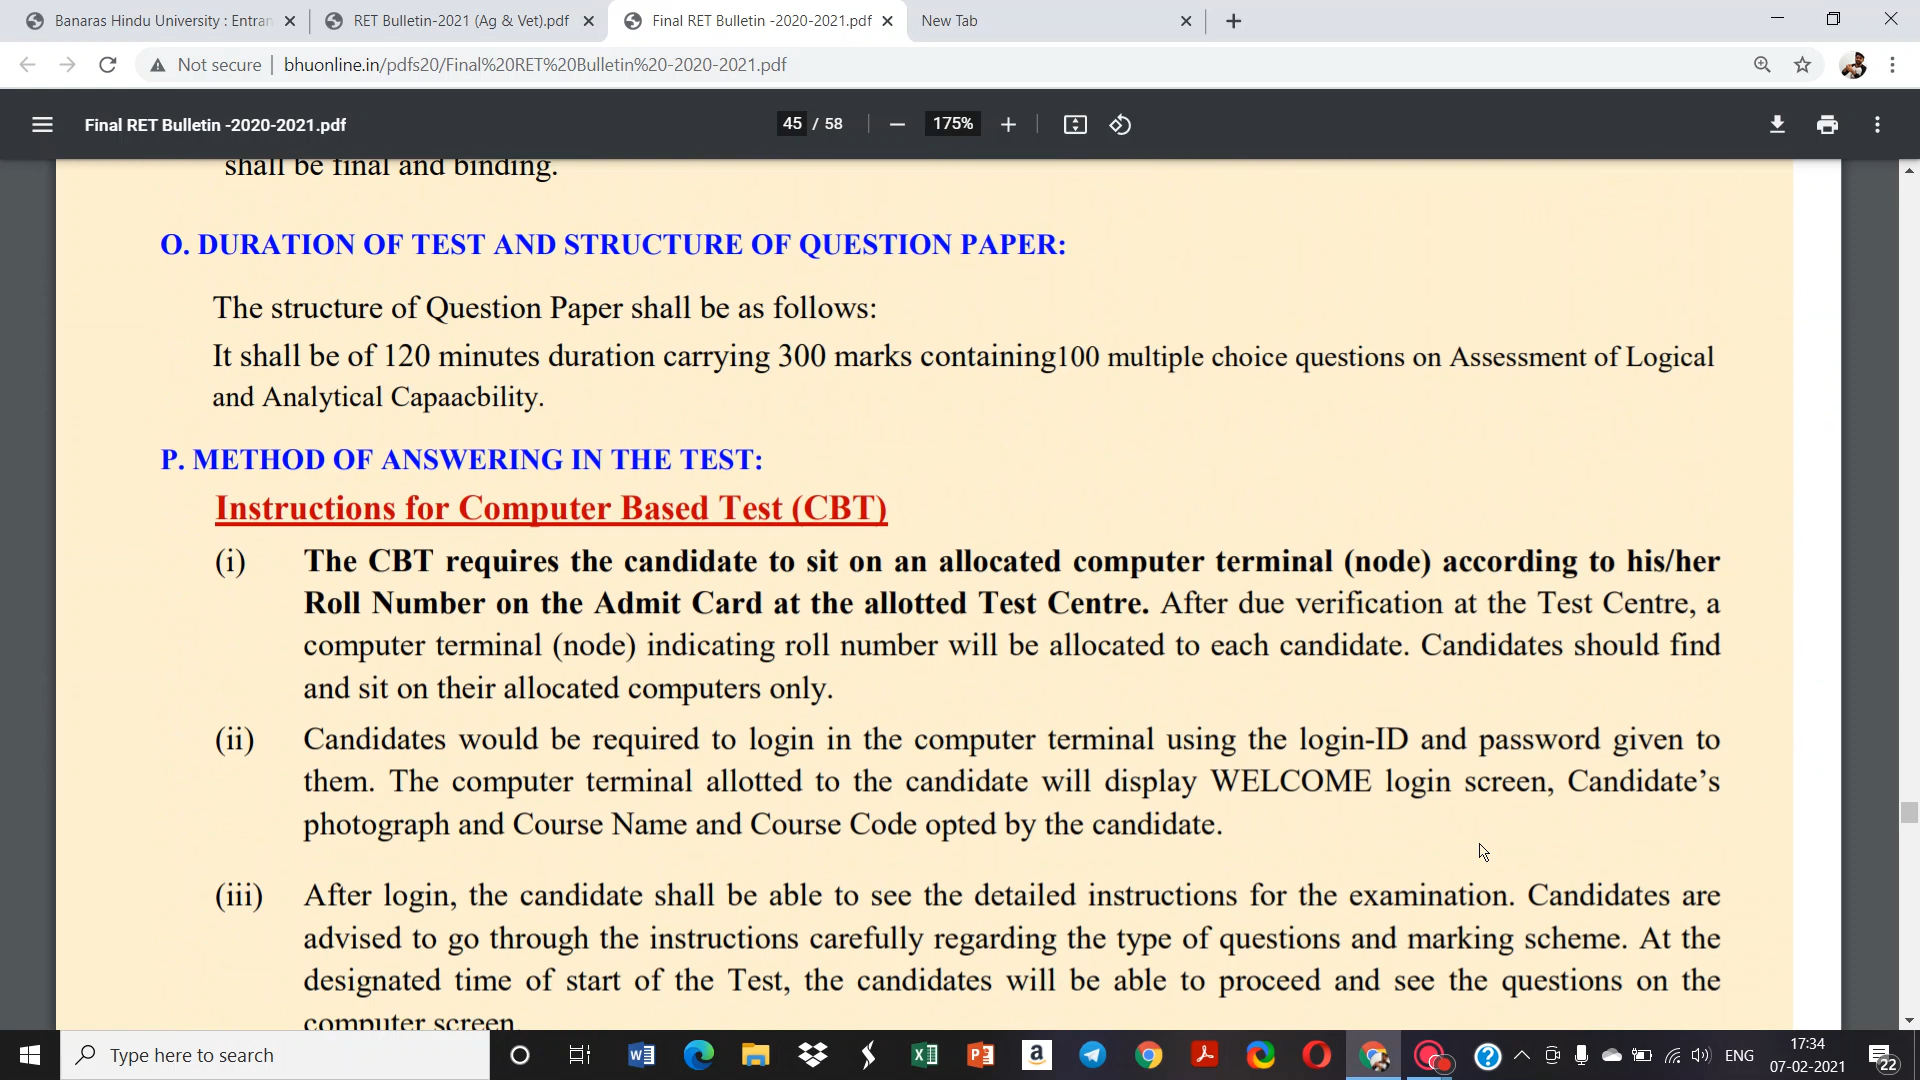 Banaras Hindu University : Entran
RET Bulletin-2021 (Ag & Vet).pdf
Final RET Bulletin -2020-2021.pdf
New Tab
Not secure
bhuonline.in/pdfs20/Final%20RET%20Bulletin%20-2020-2021.pdf
Final RET Bulletin -2020-2021.pdf
45 / 58
175%
shall be final and binding.
O. DURATION OF TEST AND STRUCTURE OF QUESTION PAPER:
The structure of Question Paper shall be as follows:
It shall be of 120 minutes duration carrying 300 marks containing100 multiple choice questions on Assessment of Logical
and Analytical Capaacbility.
P. METHOD OF ANSWERING IN THE TEST:
Instructions for Computer Based Test (CBT)
(i) The CBT requires the candidate to sit on an allocated computer terminal (node) according to his/her
Roll Number on the Admit Card at the allotted Test Centre. After due verification at the Test Centre, a
computer terminal (node) indicating roll number will be allocated to each candidate. Candidates should find
and sit on their allocated computers only.
(ii) Candidates would be required to login in the computer terminal using the login-ID and password given to
them. The computer terminal allotted to the candidate will display WELCOME login screen, Candidate's
photograph and Course Name and Course Code opted by the candidate.
(iii) After login, the candidate shall be able to see the detailed instructions for the examination. Candidates are
advised to go through the instructions carefully regarding the type of questions and marking scheme. At the
designated time of start of the Test, the candidates will be able to proceed and see the questions on the
computer screen.
Type here to search
ENG
17:34
07-02-2021
22